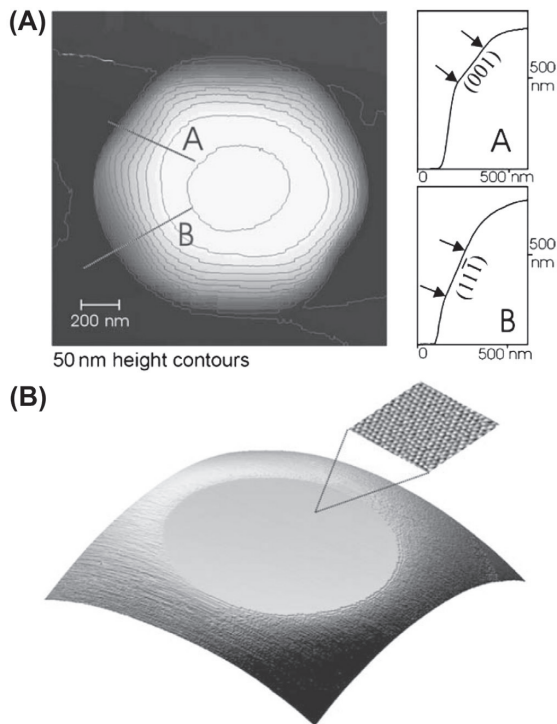 (A)
A
B
200 nm
50 nm height contours
(001)
500
nm
A
0
500 nm
(111̄)
500
nm
B
0
500 nm
(B)